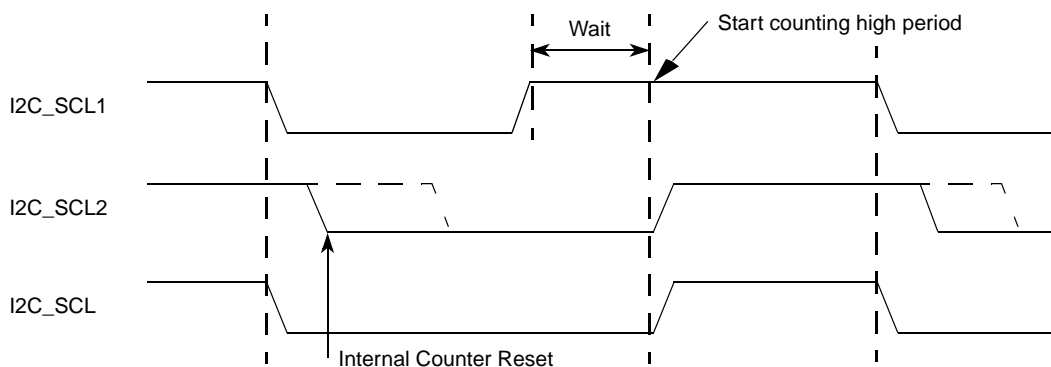 Wait
Start counting high period
I2C_SCL1
I2C_SCL2
I2C_SCL
Internal Counter Reset